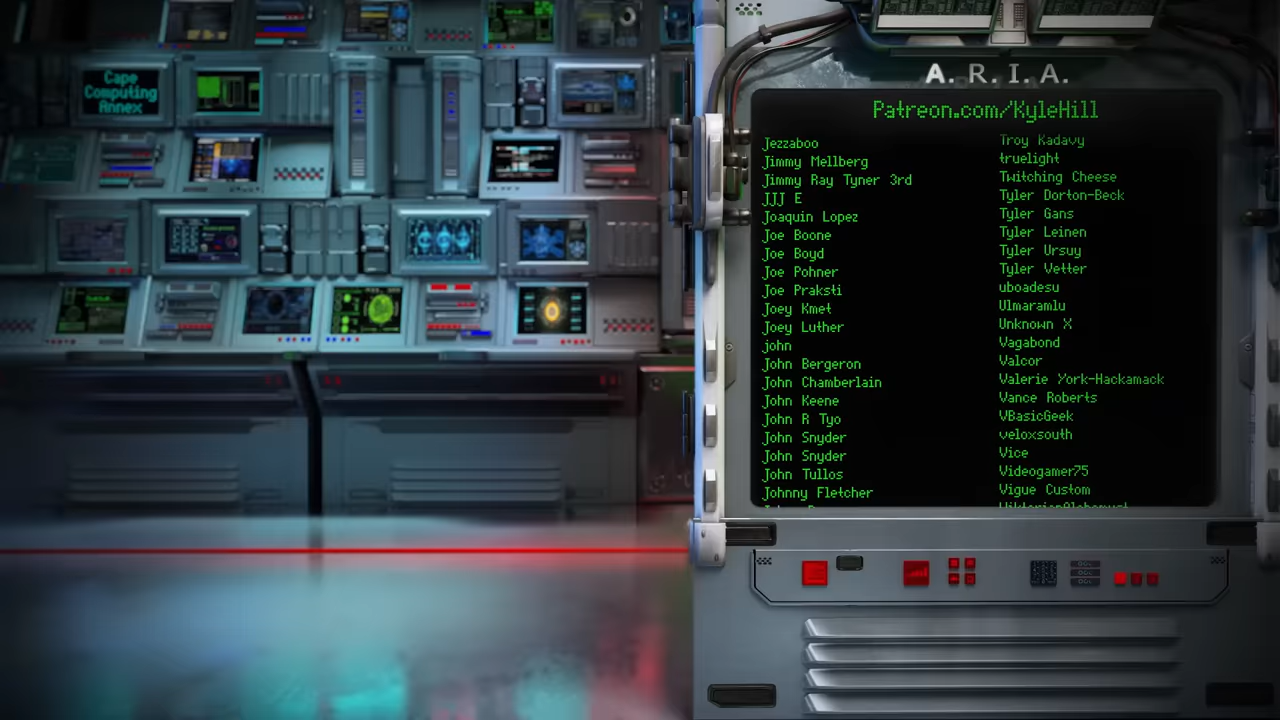 Cape
Computing
Annex
A. R. I. A.
Patreon.com/KyleHill
Jezzaboo
Jimmy Mellberg
Jimmy Ray Tyner 3rd
JJJ E
Joaquin Lopez
Joe Boone
Joe Boyd
Joe Pohner
Joe Praksti
Joey Kmet
Joey Luther
john
John Bergeron
John Chamberlain
John Keene
John R Tyo
John Snyder
John Snyder
John Tullos
Johnny Fletcher
Troy Kadavy
truelight
Twitching Cheese
Tyler Dorton-Beck
Tyler Gans
Tyler Leinen
Tyler Ursuy
Tyler Vetter
uboadesu
Ulmaramlu
Unknown X
Vagabond
Valcor
Valerie York-Hackamack
Vance Roberts
VBasicGeek
veloxsouth
Vice
Videogamer75
Vigue Custom